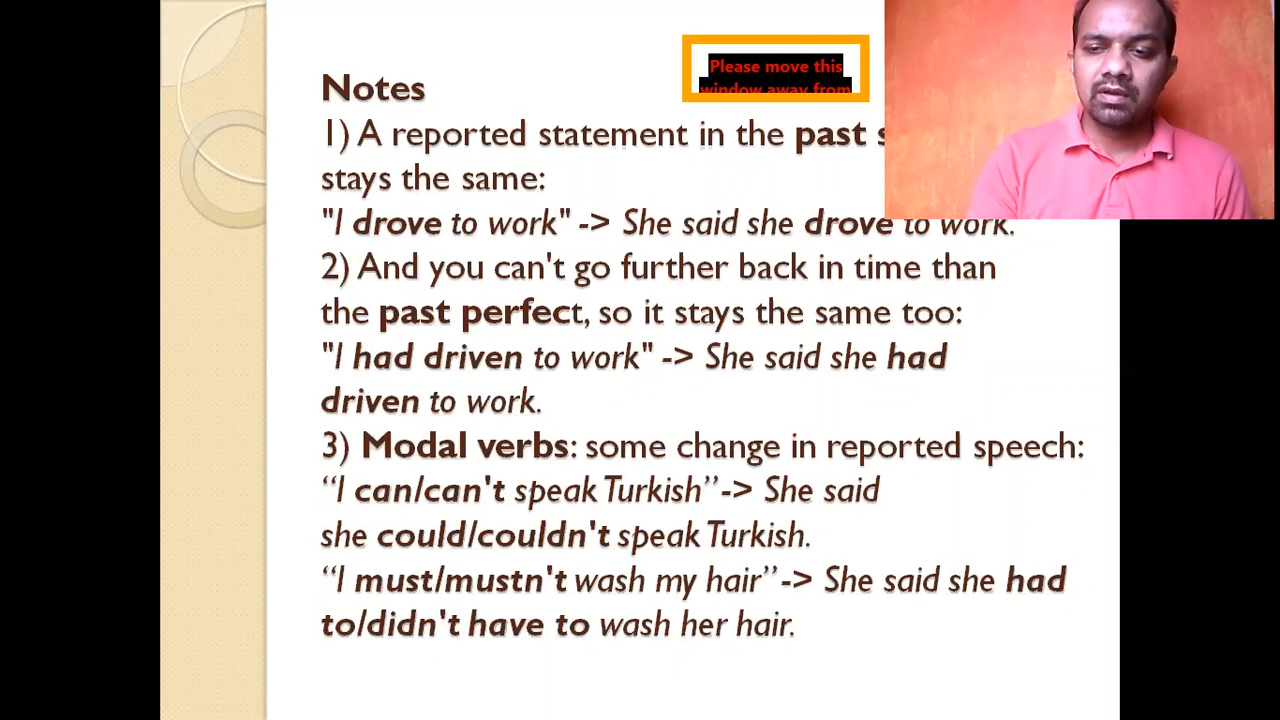 Please move this
window away from
Notes
1) A reported statement in the past
stays the same:
"I drove to work" -> She said she drove to work.
2) And you can't go further back in time than
the past perfect, so it stays the same too:
"I had driven to work" -> She said she had
driven to work.
3) Modal verbs: some change in reported speech:
“I can/can't speak Turkish”-> She said
she could/couldn't speak Turkish.
“I must/mustn't wash my hair”-> She said she had
to/didn't have to wash her hair.